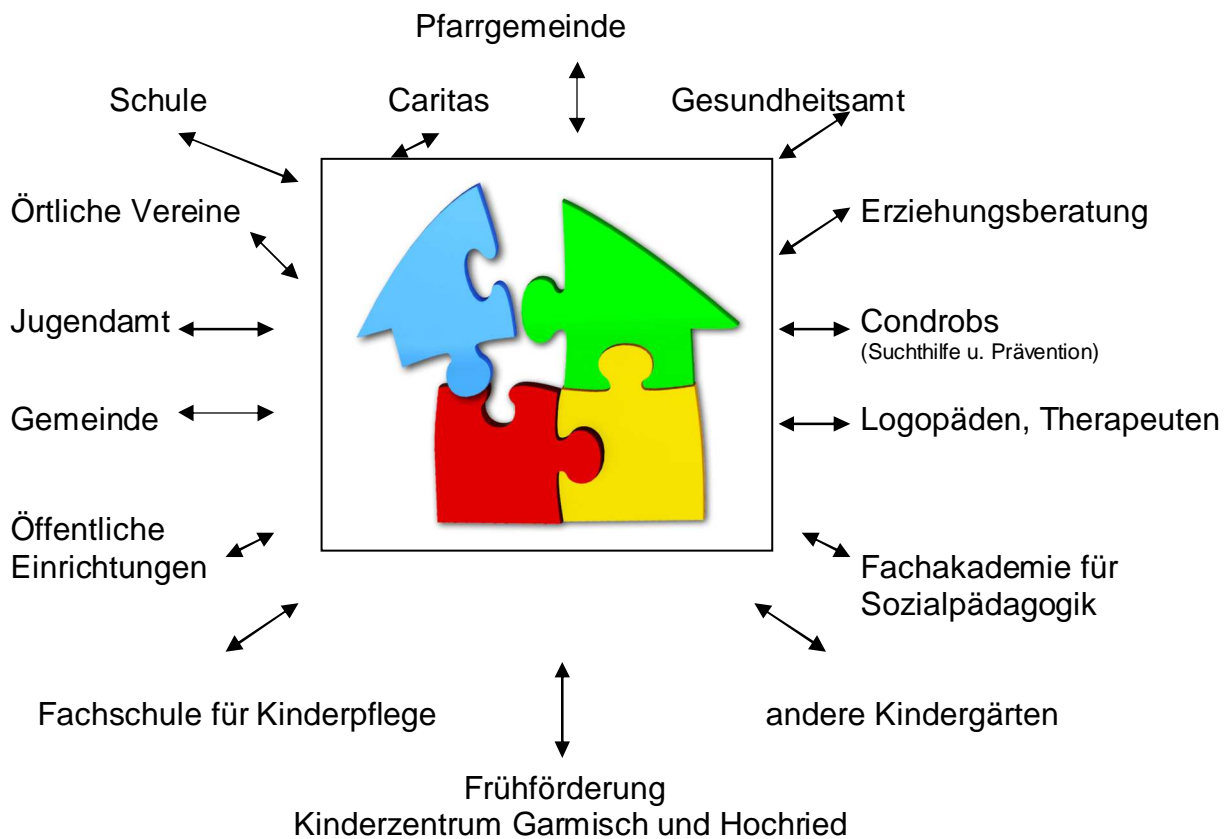 Pfarrgemeinde
Schule
Caritas
Gesundheitsamt
Örtliche Vereine
Erziehungsberatung
Jugendamt
Condrobs
(Suchthilfe u. Prävention)
Gemeinde
Logopäden, Therapeuten
Öffentliche
Einrichtungen
Fachakademie für
Sozialpädagogik
Fachschule für Kinderpflege
andere Kindergärten
Frühförderung
Kinderzentrum Garmisch und Hochried